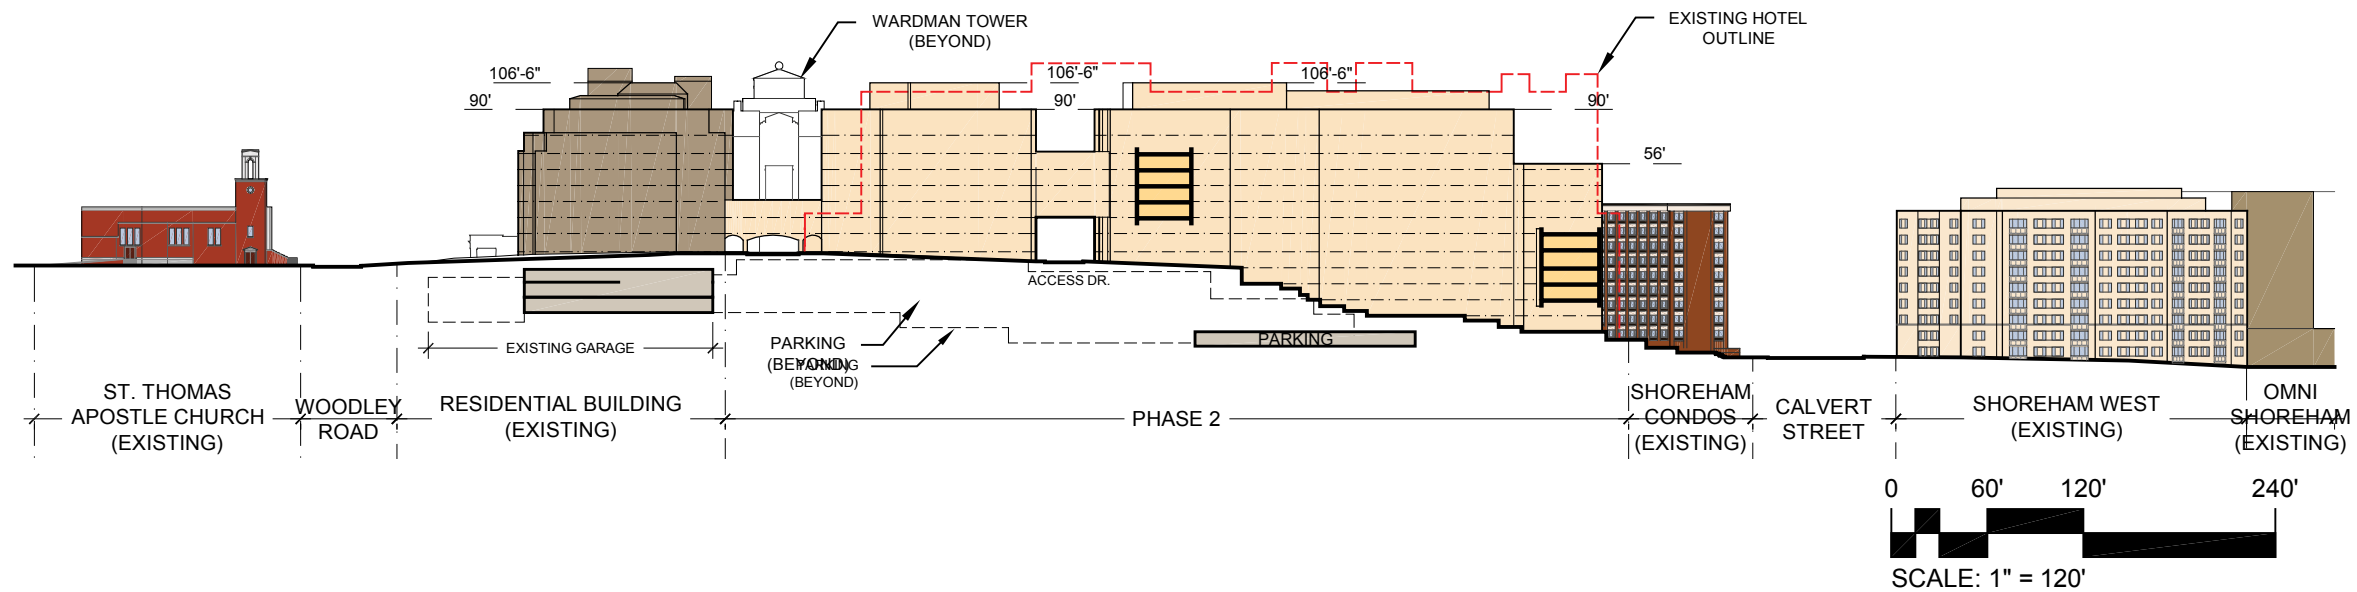 WARDMAN TOWER
(BEYOND)
EXISTING HOTEL
OUTLINE
106'-6"
90'
106'-6"
90'
106'-6"
90'
56'
ACCESS DR.
EXISTING GARAGE
PARKING
(BEYOND)
PARKING
(BEYOND)
PARKING
ST. THOMAS
APOSTLE CHURCH
(EXISTING)
WOODLEY
ROAD
RESIDENTIAL BUILDING
(EXISTING)
PHASE 2
SHOREHAM
CONDOS
(EXISTING)
CALVERT
STREET
SHOREHAM WEST
(EXISTING)
OMNI
SHOREHAM
(EXISTING)
0 60' 120' 240'
SCALE: 1" = 120'